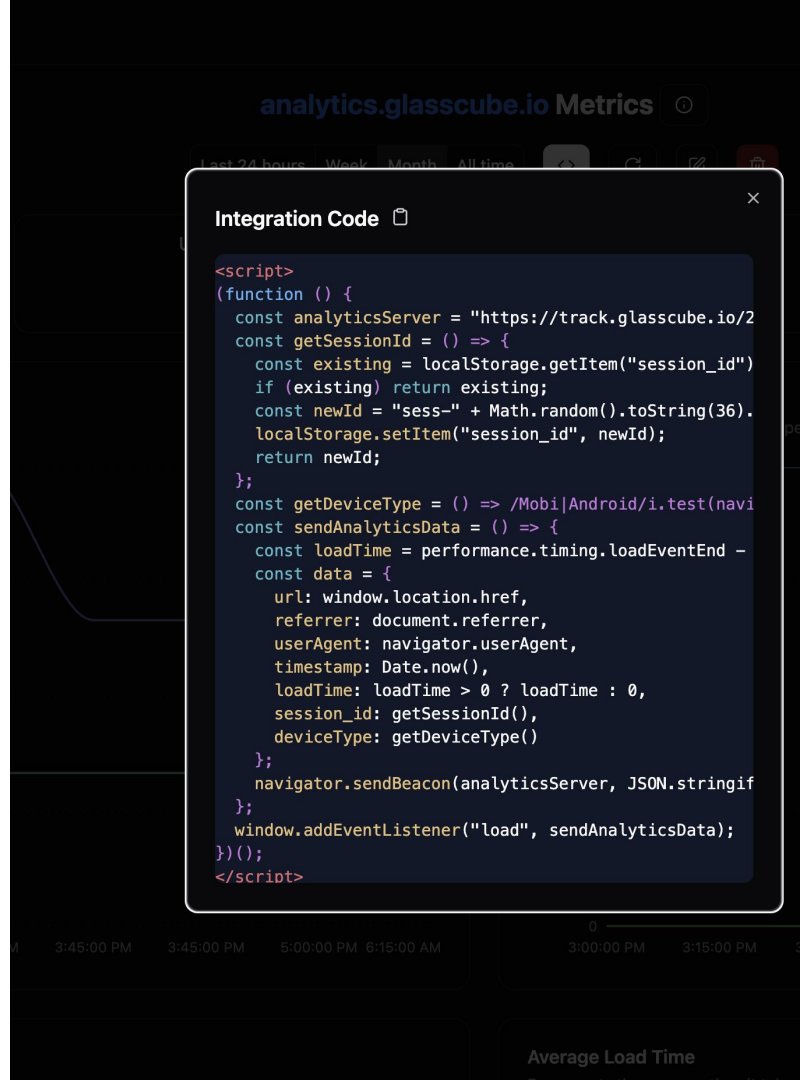 analytics.glasscube.io Metrics
Last 24 hours Week Month All time
Integration Code
<script>
(function () {
const analyticsServer = "https://track.glasscube.io/2
const getSessionId = () => {
const existing = localStorage.getItem("session_id")
if (existing) return existing;
const newId = "sess-" + Math.random().toString(36).
localStorage.setItem("session_id", newId);
return newId;
};
const getDeviceType = () => /Mobi|Android/i.test(navi
const sendAnalyticsData = () => {
const loadTime = performance.timing.loadEventEnd -
const data = {
url: window.location.href,
referrer: document.referrer,
userAgent: navigator.userAgent,
timestamp: Date.now(),
loadTime: loadTime > 0 ? loadTime : 0,
session_id: getSessionId(),
deviceType: getDeviceType()
};
navigator.sendBeacon(analyticsServer, JSON.stringif
};
window.addEventListener("load", sendAnalyticsData);
})();
</script>
0
3:45:00 PM 3:45:00 PM 5:00:00 PM 6:15:00 AM 3:00:00 PM 3:15:00 PM
Average Load Time